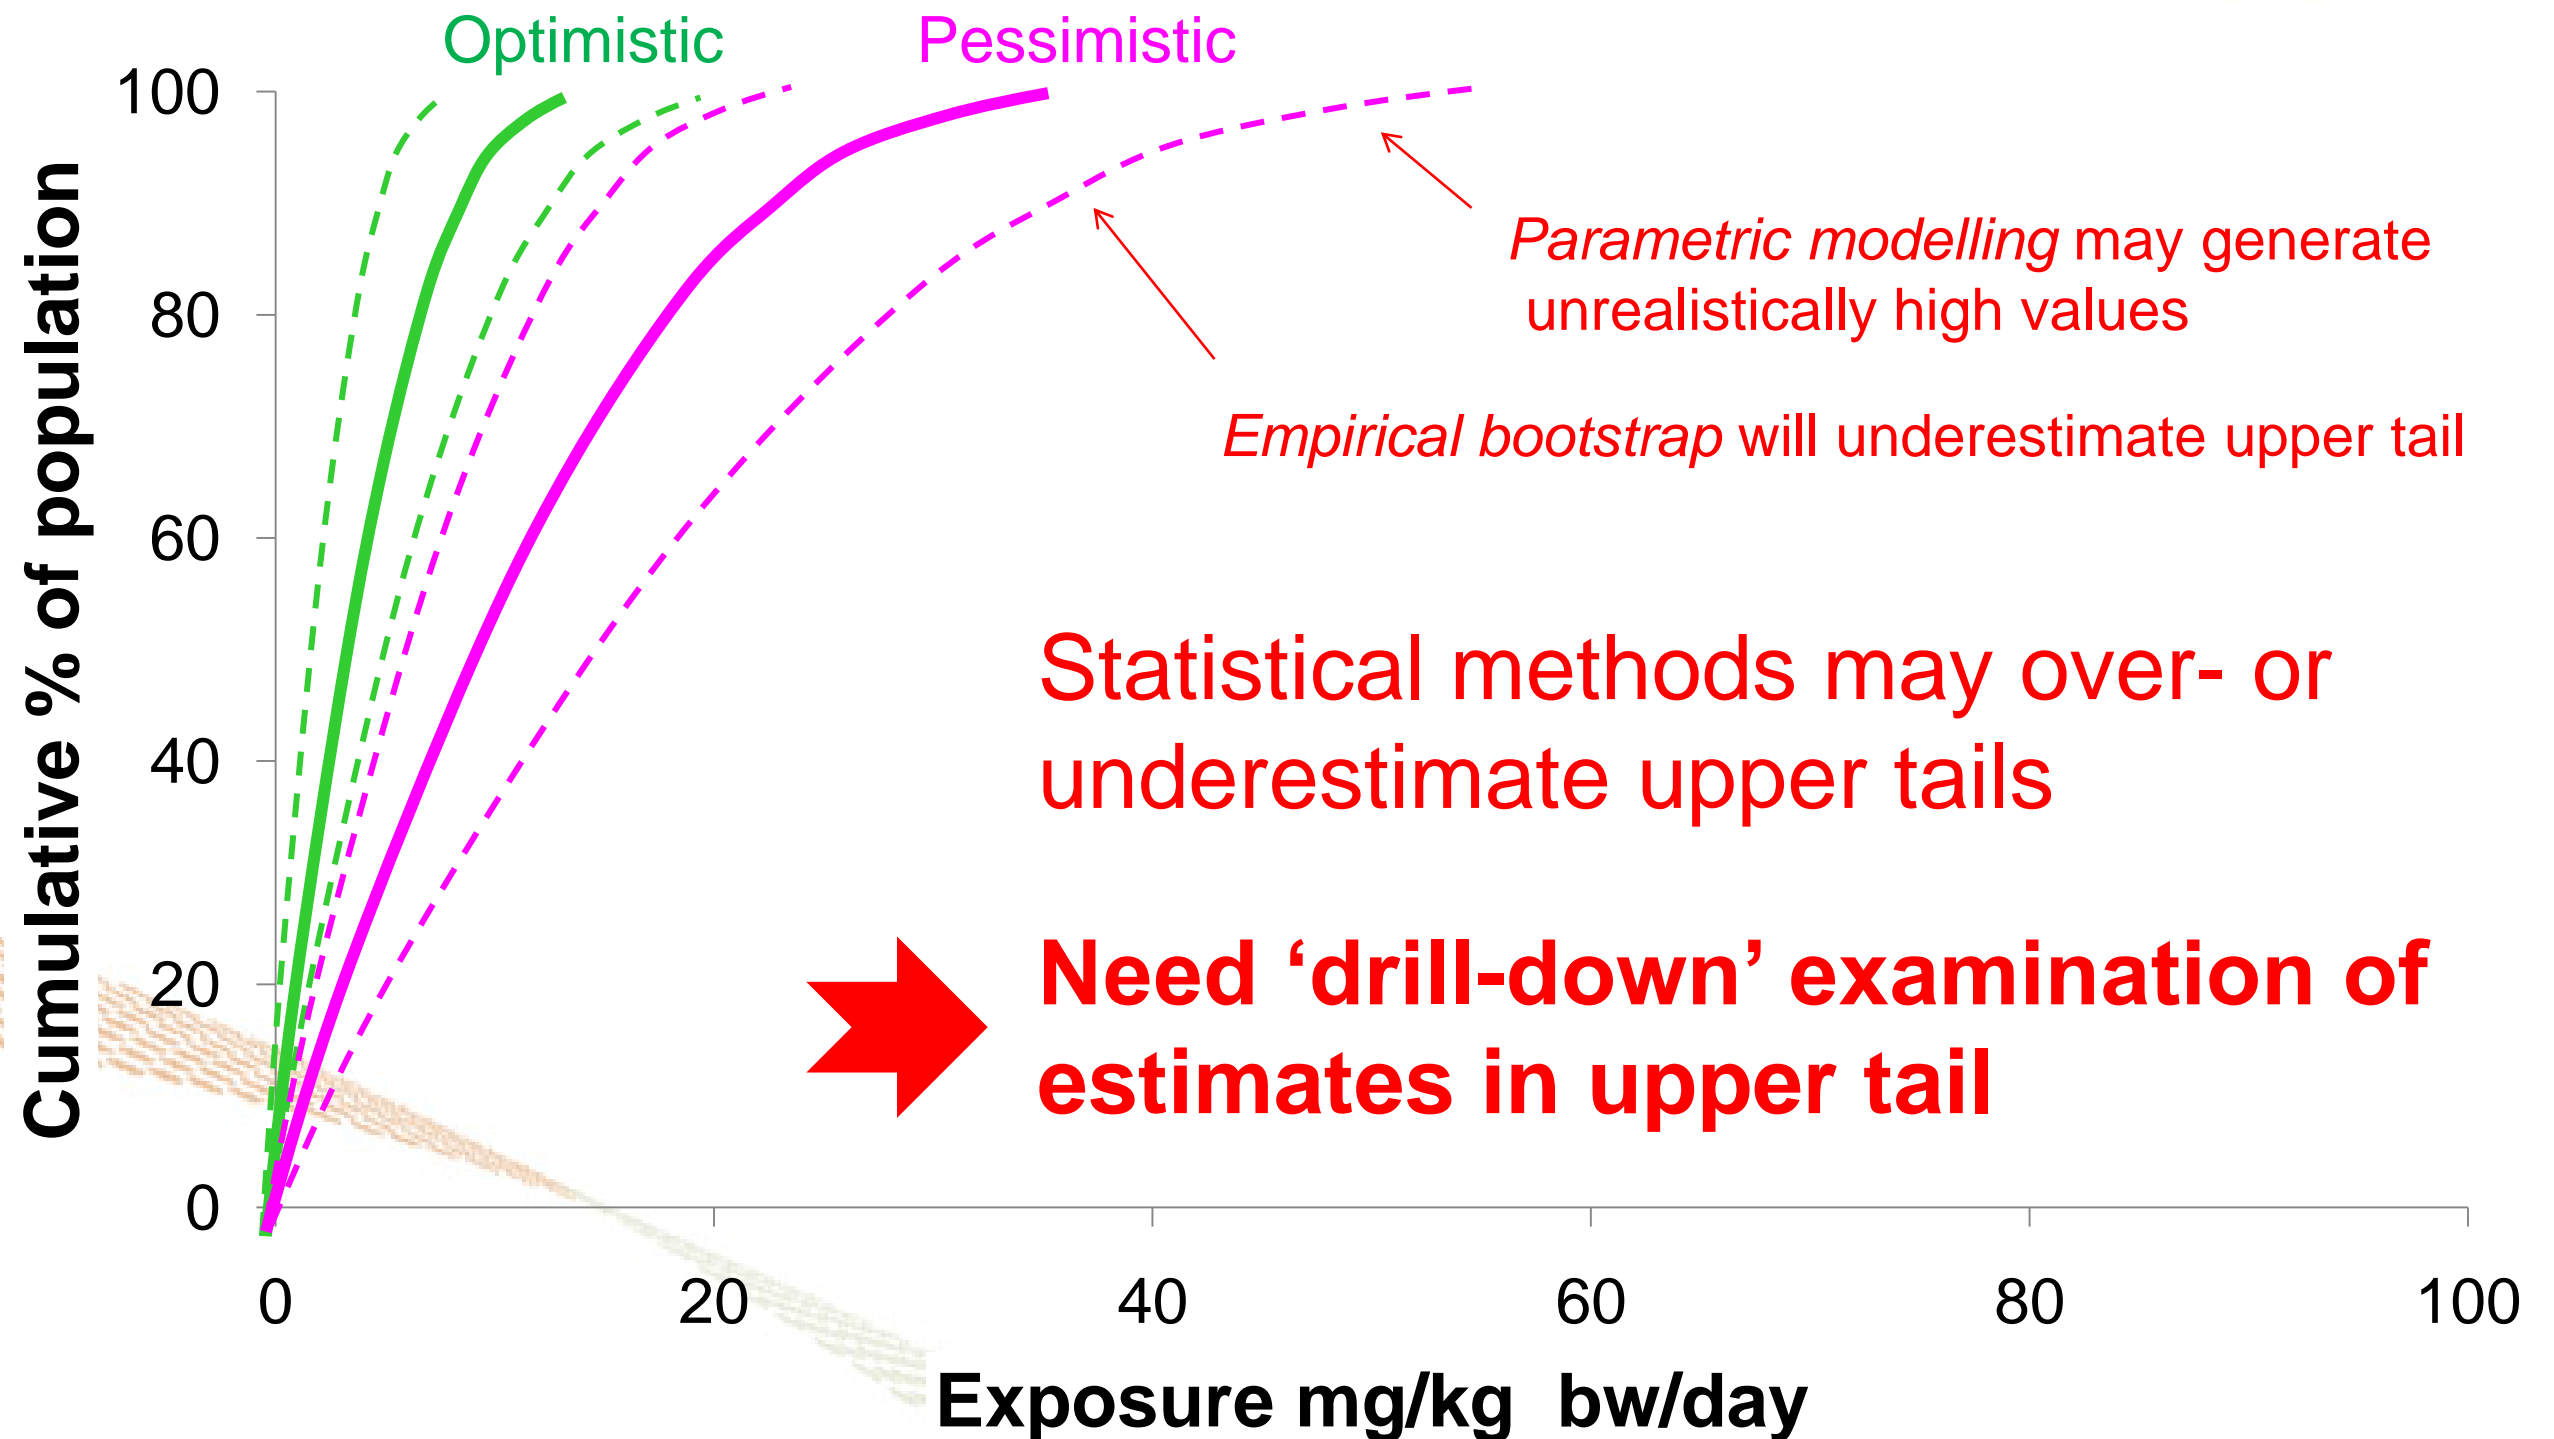 Optimistic
Pessimistic
100
80
60
40
20
0
Cumulative % of population
Parametric modelling may generate
unrealistically high values
Empirical bootstrap will underestimate upper tail
Statistical methods may over- or
underestimate upper tails
Need ‘drill-down’ examination of
estimates in upper tail
0
20
40
60
80
100
Exposure mg/kg  bw/day